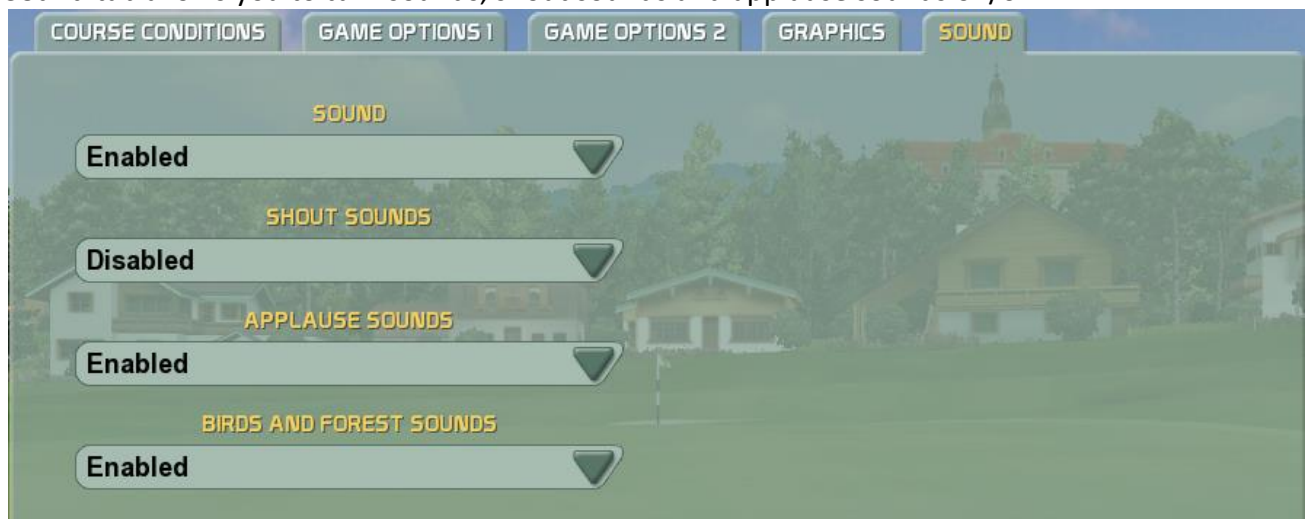 COURSE CONDITIONS GAME OPTIONS 1 GAME OPTIONS 2 GRAPHICS SOUND
SOUND
Enabled
SHOUT SOUNDS
Disabled
APPLAUSE SOUNDS
Enabled
BIRDS AND FOREST SOUNDS
Enabled